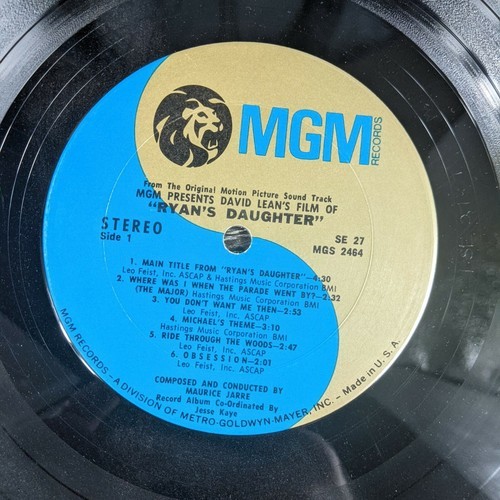 MGM
RECORDS
From The Original Motion Picture Sound Track
MGM PRESENTS DAVID LEAN'S FILM OF
"RYAN'S DAUGHTER"
STEREO
Side 1
SE 27
MGS 2464
1. MAIN TITLE FROM "RYAN'S DAUGHTER"—4:30
Leo Feist, Inc. ASCAP & Hastings Music Corporation BMI
2. WHERE WAS I WHEN THE PARADE WENT BY?—2:32
(THE MAJOR) Hastings Music Corporation BMI
3. YOU DON'T WANT ME THEN—2:53
Leo Feist, Inc. ASCAP
4. MICHAEL'S THEME—3:10
Hastings Music Corporation BMI
5. RIDE THROUGH THE WOODS—2:47
Leo Feist, Inc. ASCAP
6. OBSESSION—2:01
Leo Feist, Inc. ASCAP
COMPOSED AND CONDUCTED BY
MAURICE JARRE
Record Album Co-Ordinated By
Jesse Kaye
MGM RECORDS—A DIVISION OF METRO-GOLDWYN-MAYER, INC.—Made in U.S.A.